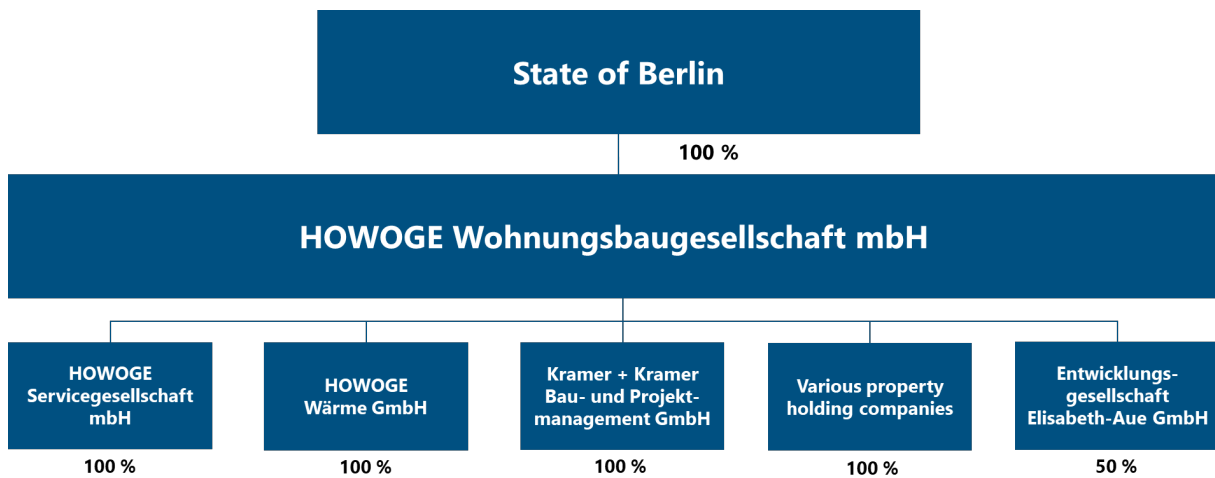 State of Berlin
100 %
HOWOGE Wohnungsbaugesellschaft mbH
HOWOGE
Servicegesellschaft
mbH
100 %
HOWOGE
Wärme GmbH
100 %
Kramer + Kramer
Bau- und Projekt-
management GmbH
100 %
Various property
holding companies
100 %
Entwicklungs-
gesellschaft
Elisabeth-Aue GmbH
50 %